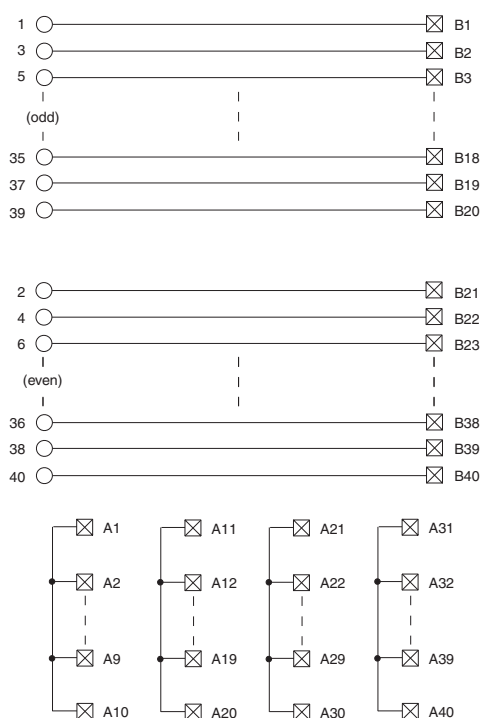 1 B1
3 B2
5 B3
(odd)
35 B18
37 B19
39 B20
2 B21
4 B22
6 B23
(even)
36 B38
38 B39
40 B40
A1 A11 A21 A31
A2 A12 A22 A32
A9 A19 A29 A39
A10 A20 A30 A40